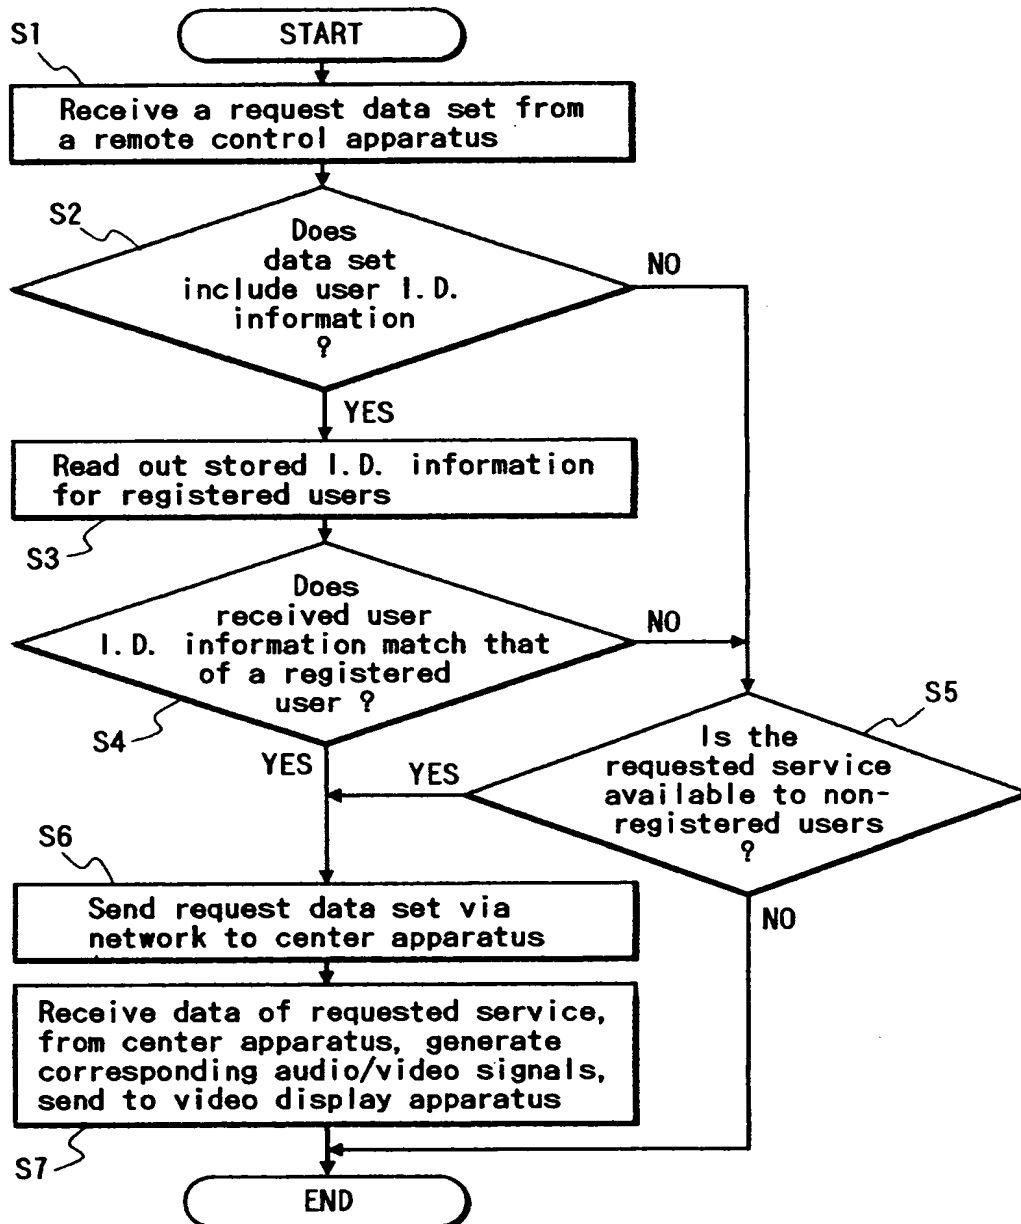 S1
START
Receive a request data set from
a remote control apparatus
S2
Does
data set
include user I.D.
information
?
NO
YES
Read out stored I.D. information
for registered users
S3
Does
received user
I.D. information match that
of a registered
user ?
NO
S4
YES
YES
S5
Is the
requested service
available to non-
registered users
?
NO
S6
Send request data set via
network to center apparatus
Receive data of requested service,
from center apparatus, generate
corresponding audio/video signals,
send to video display apparatus
S7
END